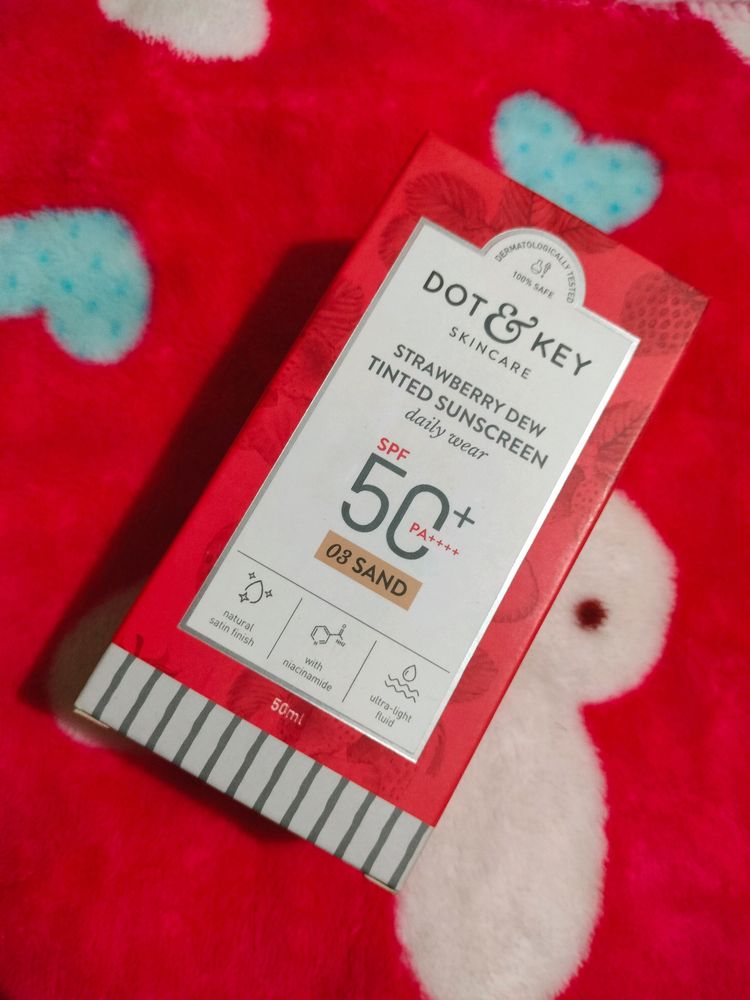 DERMATOLOGICALLY TESTED
100% SAFE
DOT & KEY
SKINCARE
STRAWBERRY DEW
TINTED SUNSCREEN
daily wear
SPF
50+
PA++++
03 SAND
natural
satin finish
with
niacinamide
ultra-light
fluid
50ml